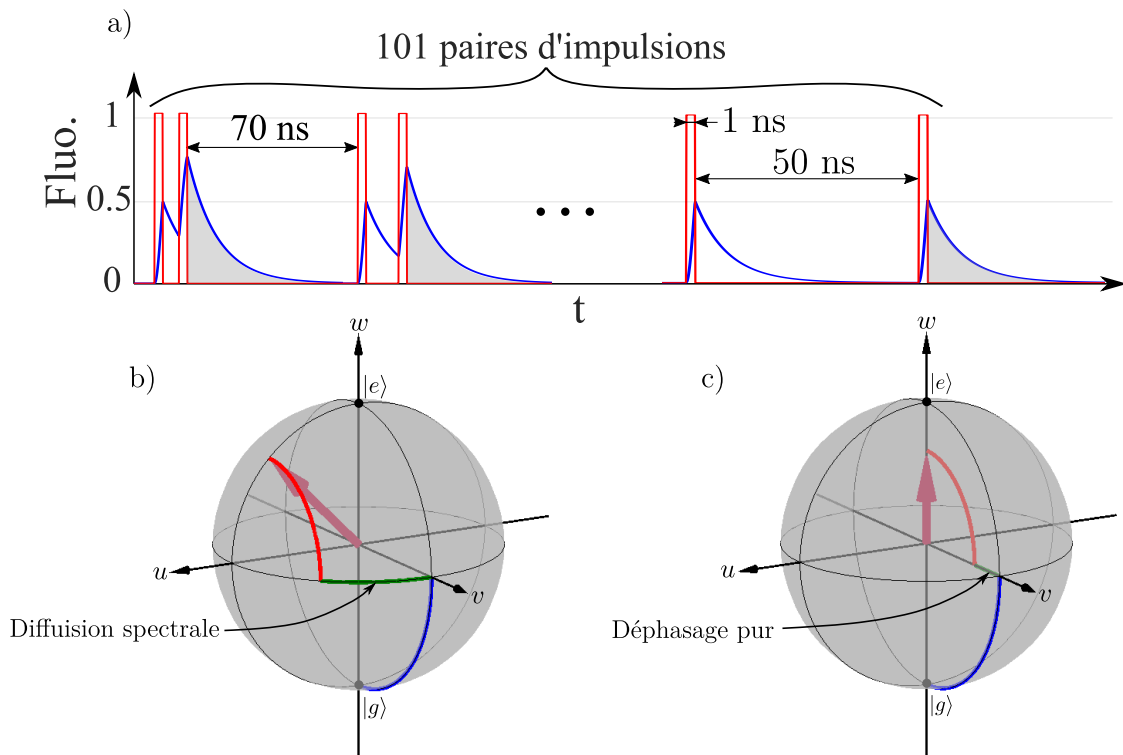 a)
101 paires d'impulsions
Fluo.
1
0.5
0
70 ns
1 ns
50 ns
t
b)
w
|e⟩
u
v
Diffuision spectrale
|g⟩
c)
w
|e⟩
u
v
Déphasage pur
|g⟩